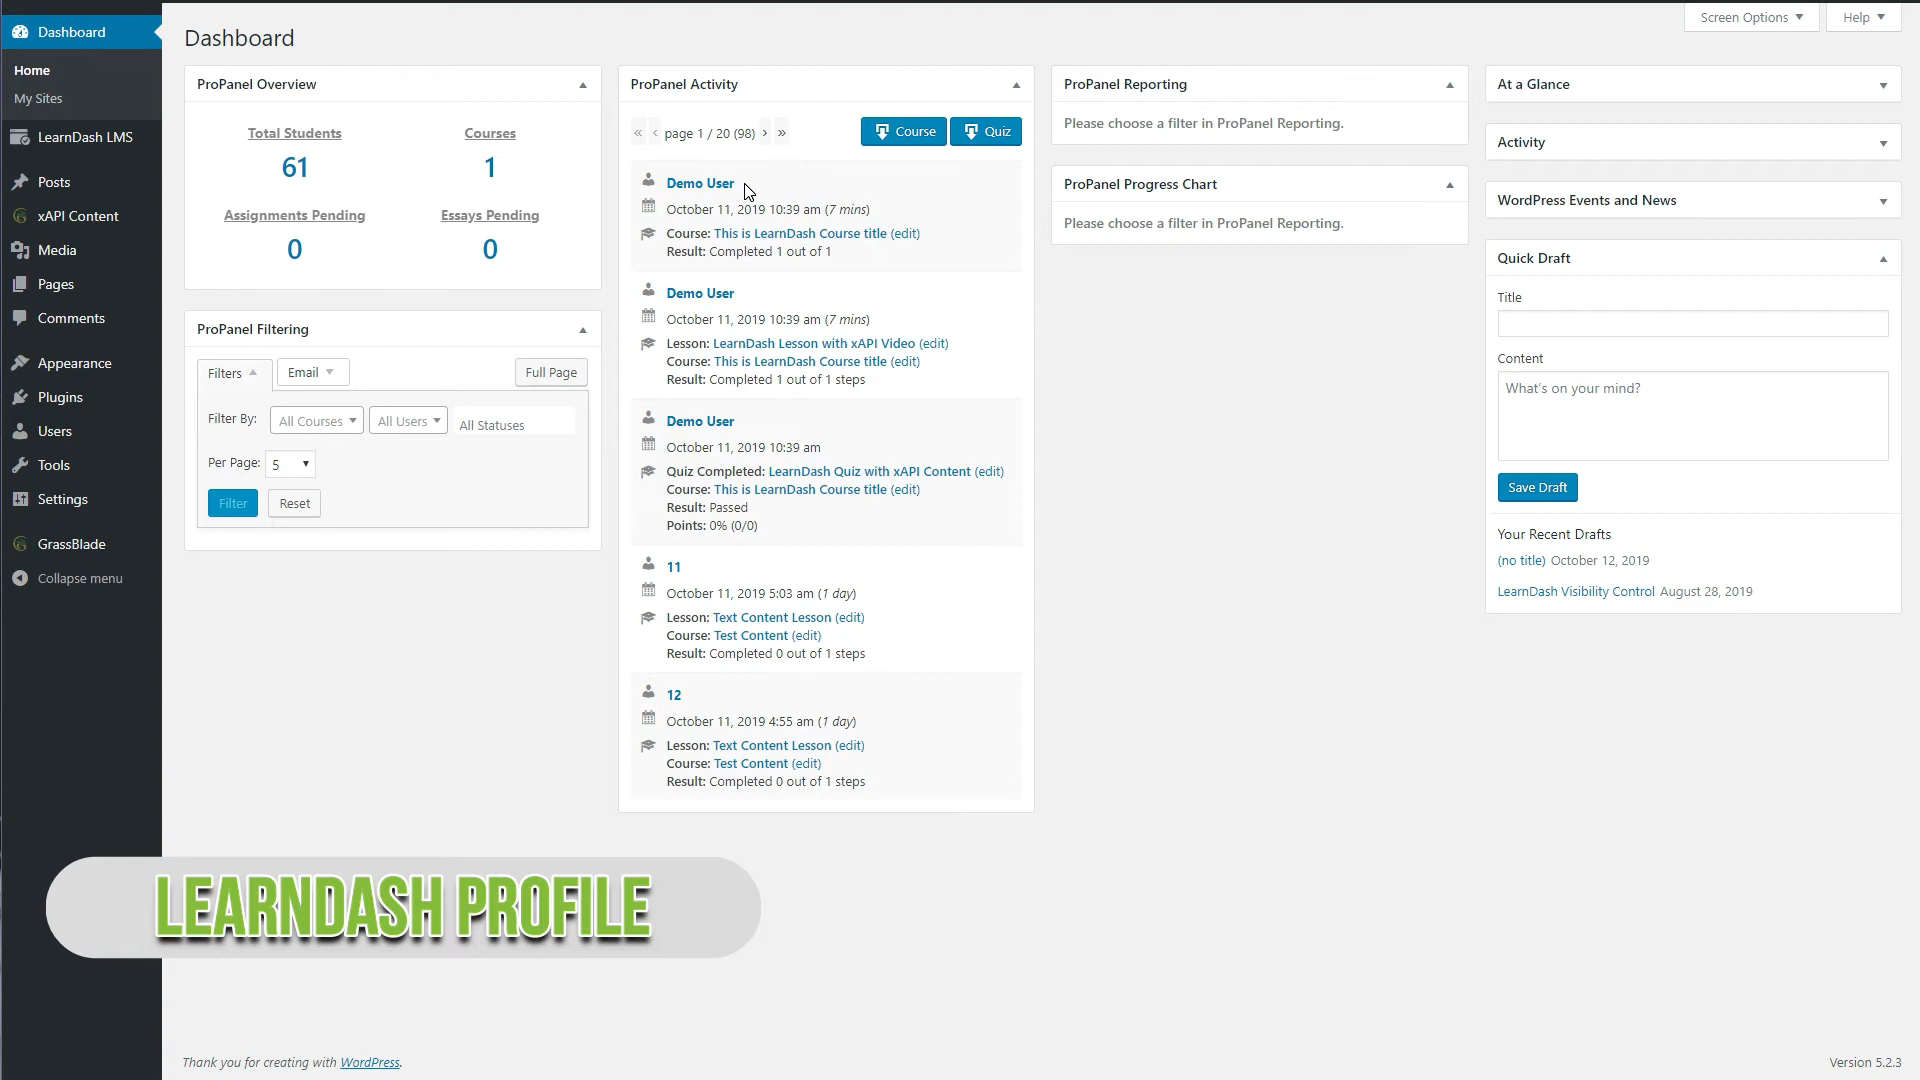 Dashboard
Home
My Sites
LearnDash LMS
Posts
xAPI Content
Media
Pages
Comments
Appearance
Plugins
Users
Tools
Settings
GrassBlade
Collapse menu
Screen Options
Help
Dashboard
ProPanel Overview
Total Students
Courses
61
1
Assignments Pending
Essays Pending
0
0
ProPanel Filtering
Filters
Email
Full Page
Filter By:
All Courses
All Users
All Statuses
Per Page:
5
Filter
Reset
ProPanel Activity
« ‹ page 1 / 20 (98) › »
Course
Quiz
Demo User
October 11, 2019 10:39 am (7 mins)
Course: This is LearnDash Course title (edit)
Result: Completed 1 out of 1
Demo User
October 11, 2019 10:39 am (7 mins)
Lesson: LearnDash Lesson with xAPI Video (edit)
Course: This is LearnDash Course title (edit)
Result: Completed 1 out of 1 steps
Demo User
October 11, 2019 10:39 am
Quiz Completed: LearnDash Quiz with xAPI Content (edit)
Course: This is LearnDash Course title (edit)
Result: Passed
Points: 0% (0/0)
11
October 11, 2019 5:03 am (1 day)
Lesson: Text Content Lesson (edit)
Course: Test Content (edit)
Result: Completed 0 out of 1 steps
12
October 11, 2019 4:55 am (1 day)
Lesson: Text Content Lesson (edit)
Course: Test Content (edit)
Result: Completed 0 out of 1 steps
ProPanel Reporting
Please choose a filter in ProPanel Reporting.
ProPanel Progress Chart
Please choose a filter in ProPanel Reporting.
At a Glance
Activity
WordPress Events and News
Quick Draft
Title
Content
What's on your mind?
Save Draft
Your Recent Drafts
(no title) October 12, 2019
LearnDash Visibility Control August 28, 2019
LEARNDASH PROFILE
Thank you for creating with WordPress.
Version 5.2.3